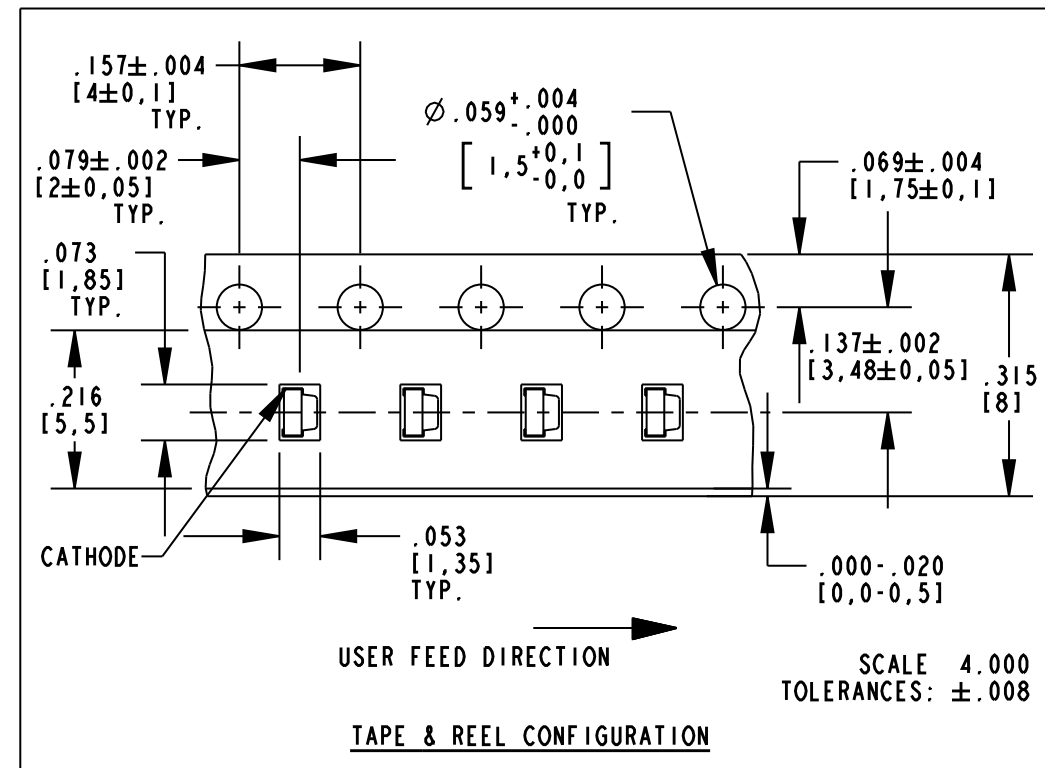 .157±.004
[4±0,1]
TYP.
.079±.002
[2±0,05]
TYP.
.073
[1,85]
TYP.
.216
[5,5]
CATHODE
Ø.059 +.004
-.000
[1,5 +0,1
-0,0]
TYP.
.069±.004
[1,75±0,1]
.137±.002
[3,48±0,05]
.315
[8]
.053
[1,35]
TYP.
.000-.020
[0,0-0,5]
USER FEED DIRECTION
SCALE 4.000
TOLERANCES: ±.008
TAPE & REEL CONFIGURATION